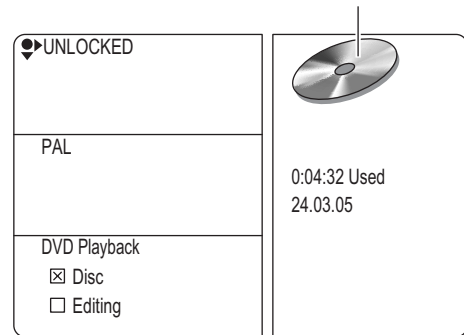 UNLOCKED
PAL
DVD Playback
☒ Disc
☐ Editing
0:04:32 Used
24.03.05